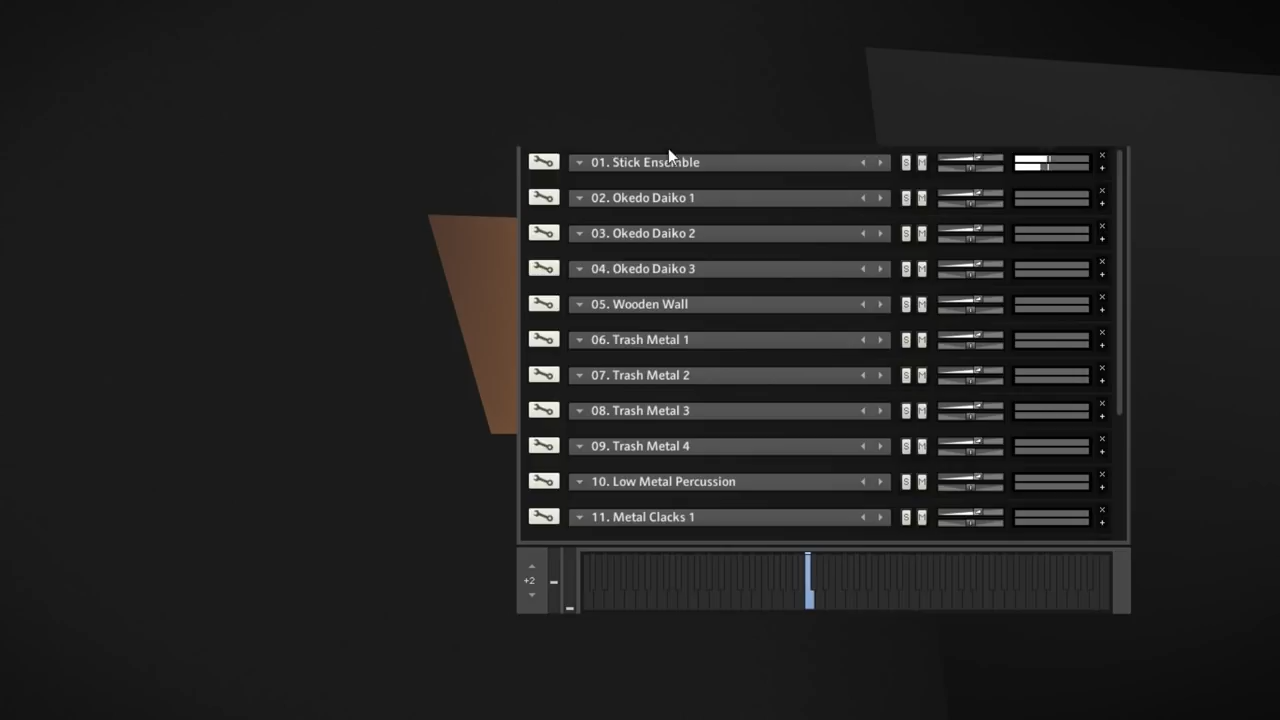 01. Stick Ensemble S M
02. Okedo Daiko 1 S M
03. Okedo Daiko 2 S M
04. Okedo Daiko 3 S M
05. Wooden Wall S M
06. Trash Metal 1 S M
07. Trash Metal 2 S M
08. Trash Metal 3 S M
09. Trash Metal 4 S M
10. Low Metal Percussion S M
11. Metal Clacks 1 S M
+2